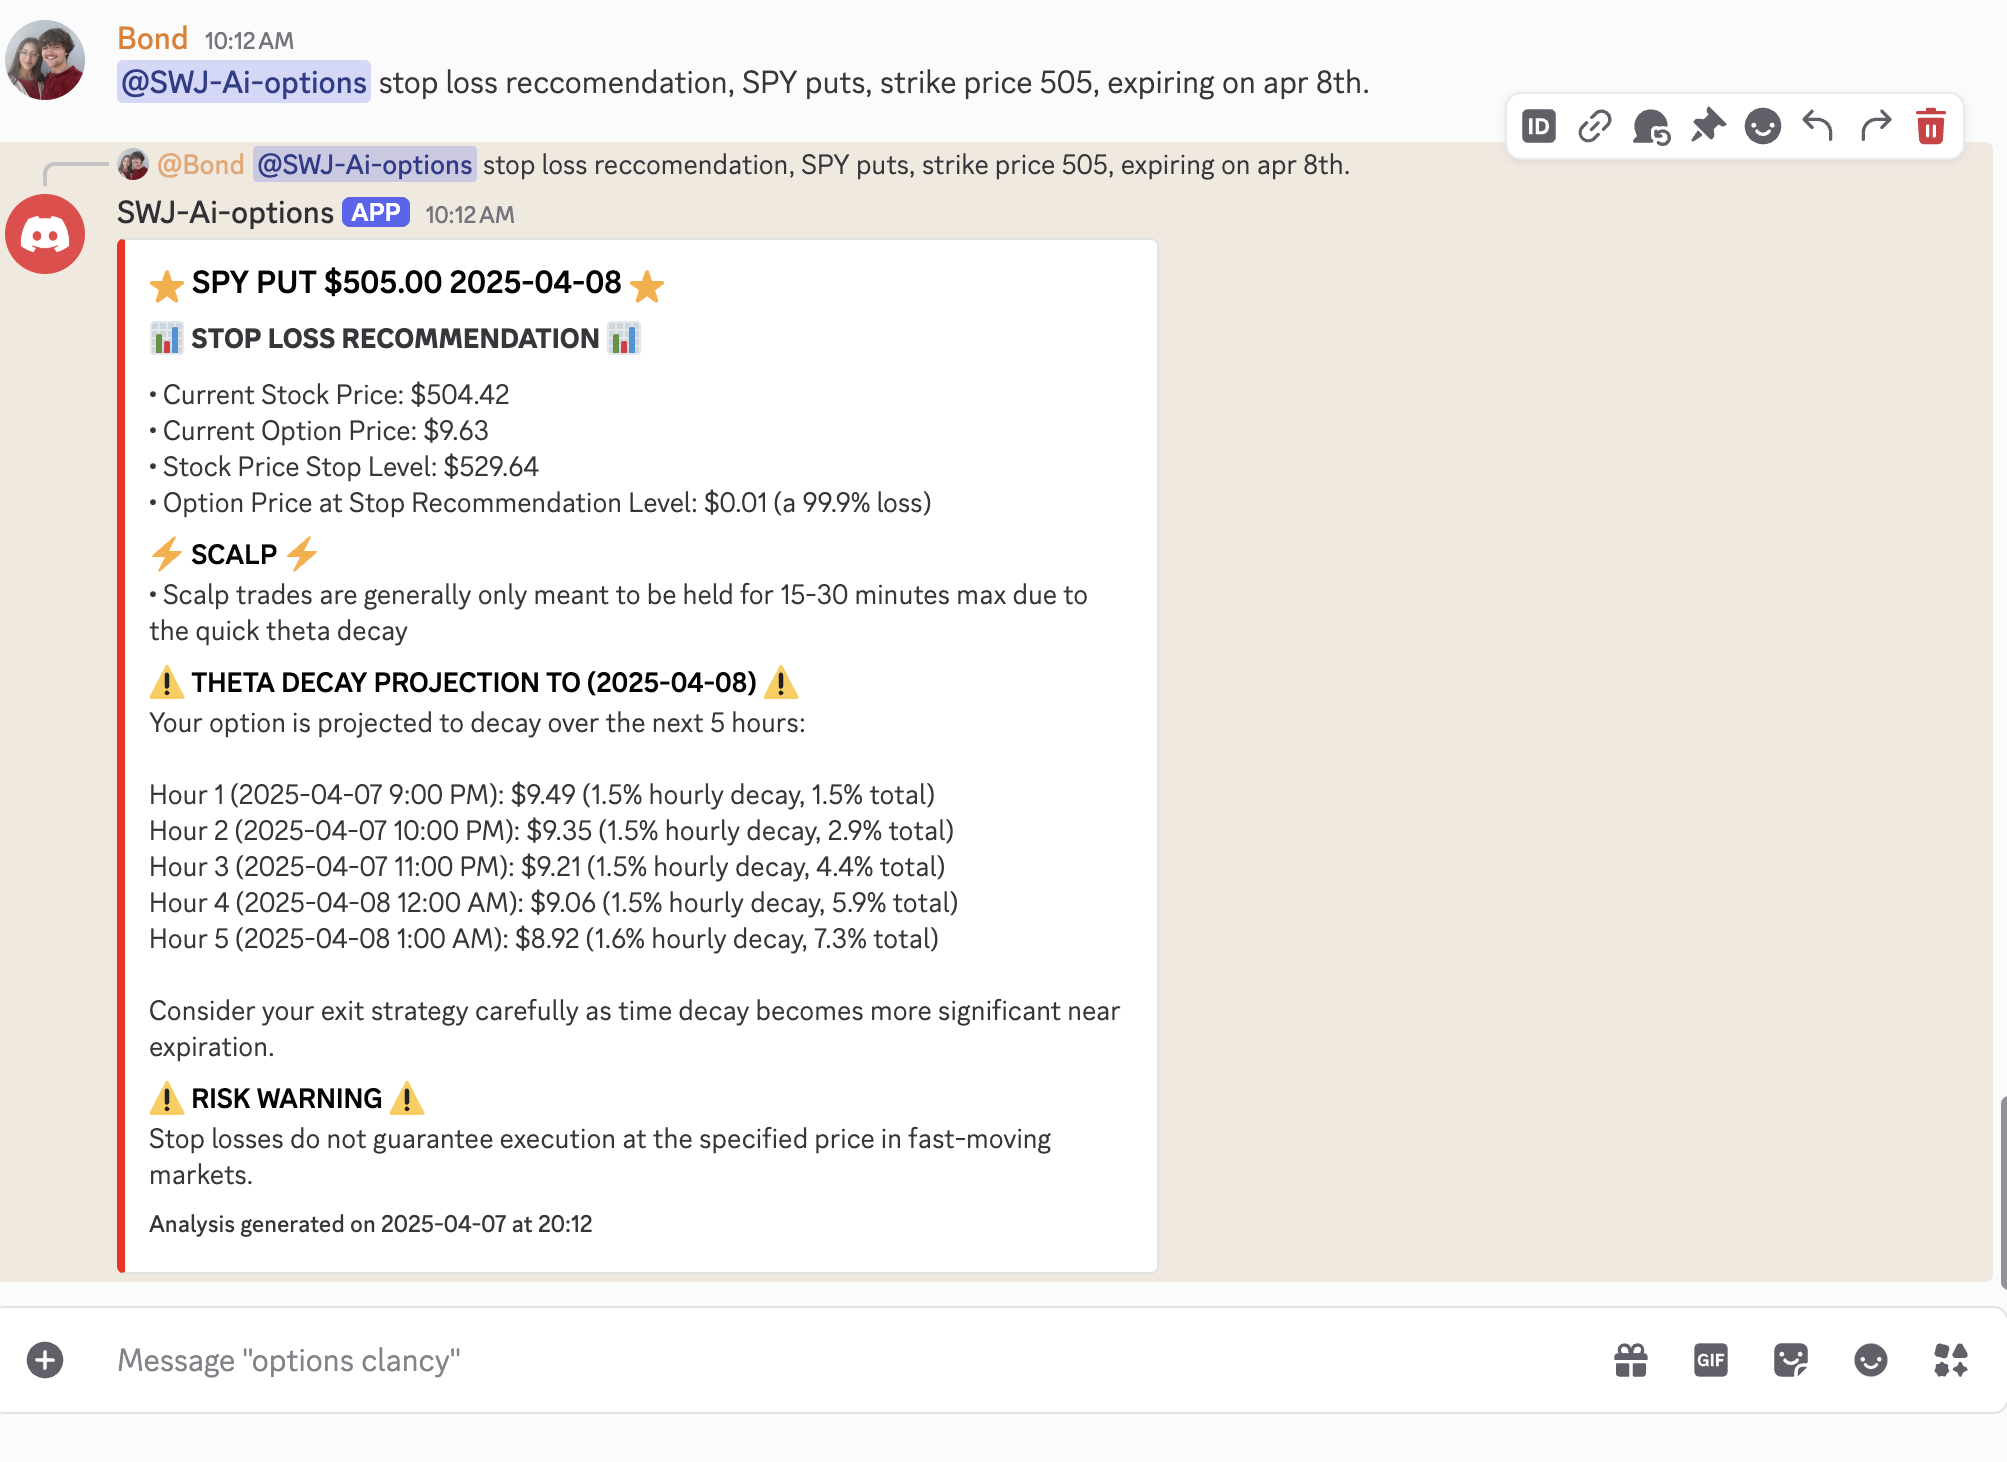 Bond 10:12 AM
@SWJ-Ai-options stop loss reccomendation, SPY puts, strike price 505, expiring on apr 8th.
ID
@Bond @SWJ-Ai-options stop loss reccomendation, SPY puts, strike price 505, expiring on apr 8th.
SWJ-Ai-options APP 10:12 AM
SPY PUT $505.00 2025-04-08
STOP LOSS RECOMMENDATION
• Current Stock Price: $504.42
• Current Option Price: $9.63
• Stock Price Stop Level: $529.64
• Option Price at Stop Recommendation Level: $0.01 (a 99.9% loss)
⚡ SCALP ⚡
• Scalp trades are generally only meant to be held for 15-30 minutes max due to
the quick theta decay
⚠️ THETA DECAY PROJECTION TO (2025-04-08) ⚠️
Your option is projected to decay over the next 5 hours:
Hour 1 (2025-04-07 9:00 PM): $9.49 (1.5% hourly decay, 1.5% total)
Hour 2 (2025-04-07 10:00 PM): $9.35 (1.5% hourly decay, 2.9% total)
Hour 3 (2025-04-07 11:00 PM): $9.21 (1.5% hourly decay, 4.4% total)
Hour 4 (2025-04-08 12:00 AM): $9.06 (1.5% hourly decay, 5.9% total)
Hour 5 (2025-04-08 1:00 AM): $8.92 (1.6% hourly decay, 7.3% total)
Consider your exit strategy carefully as time decay becomes more significant near
expiration.
⚠️ RISK WARNING ⚠️
Stop losses do not guarantee execution at the specified price in fast-moving
markets.
Analysis generated on 2025-04-07 at 20:12
Message "options clancy"
GIF